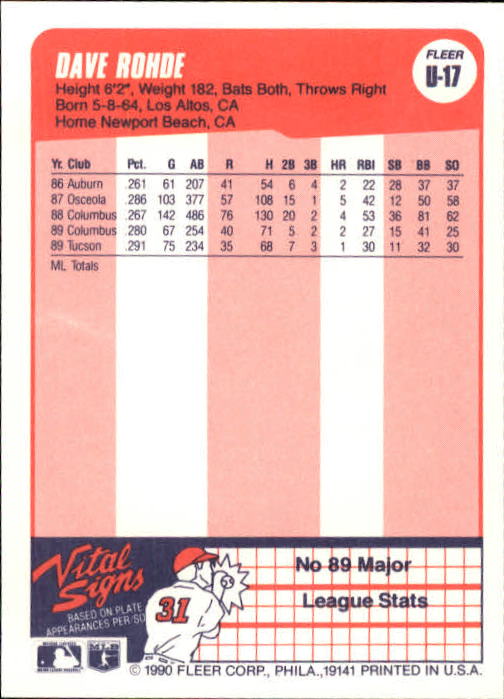 DAVE ROHDE
FLEER
U-17
Height 6'2", Weight 182, Bats Both, Throws Right
Born 5-8-64, Los Altos, CA
Home Newport Beach, CA
Yr. Club Pct. G AB R H 2B 3B HR RBI SB BB SO
86 Auburn .261 61 207 41 54 6 4 2 22 28 37 37
87 Osceola .286 103 377 57 108 15 1 5 42 12 50 58
88 Columbus .267 142 486 76 130 20 2 4 53 36 81 62
89 Columbus .280 67 254 40 71 5 2 2 27 15 41 25
89 Tucson .291 75 234 35 68 7 3 1 30 11 32 30
ML Totals
Vital
Signs
BASED ON PLATE
APPEARANCES PER/SO
31
No 89 Major
League Stats
MLB
© 1990 FLEER CORP., PHILA.,19141 PRINTED IN U.S.A.